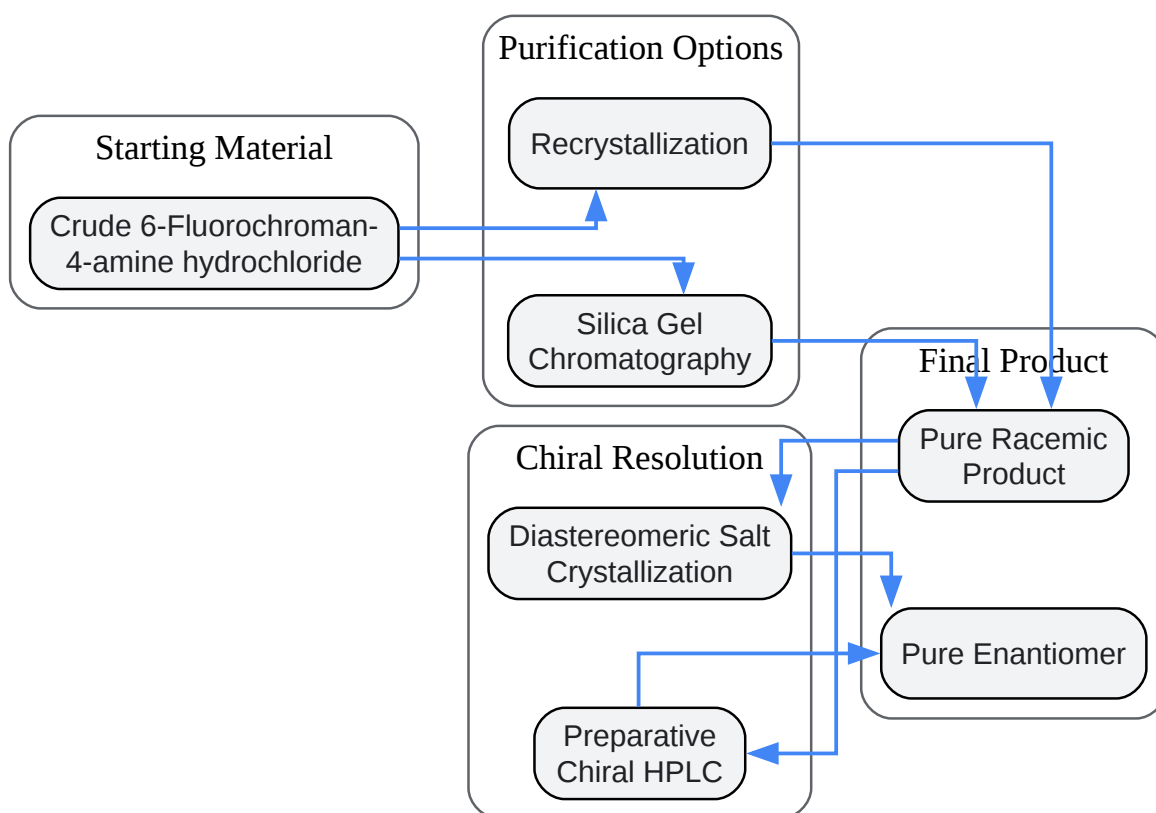 Purification Options
Recrystallization
Starting Material
Crude 6-Fluorochroman-
4-amine hydrochloride
Silica Gel
Chromatography
Final Product
Pure Racemic
Product
Chiral Resolution
Diastereomeric Salt
Crystallization
Pure Enantiomer
Preparative
Chiral HPLC